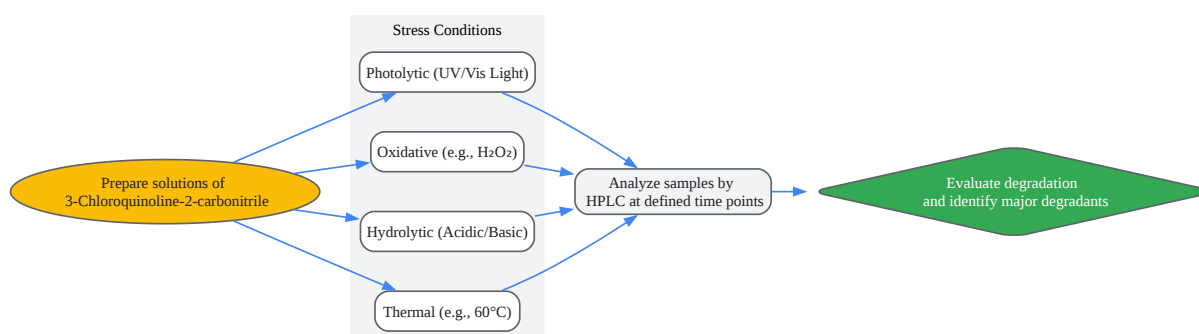 Stress Conditions
Photolytic (UV/Vis Light)
Oxidative (e.g., H₂O₂)
Prepare solutions of
3-Chloroquinoline-2-carbonitrile
Analyze samples by
HPLC at defined time points
Evaluate degradation
and identify major degradants
Hydrolytic (Acidic/Basic)
Thermal (e.g., 60°C)